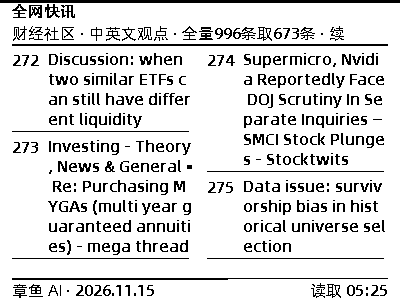 全网快讯
财经社区 · 中英文观点 · 全量996条取673条 · 续
272 Discussion: when
two similar ETFs c
an still have differ
ent liquidity
273 Investing - Theory
, News & General •
Re: Purchasing M
YGAs (multi year g
uaranteed annuiti
es) - mega thread
274 Supermicro, Nvidi
a Reportedly Face
DOJ Scrutiny In Se
parate Inquiries —
SMCI Stock Plunge
s - Stocktwits
275 Data issue: surviv
orship bias in hist
orical universe sel
ection
章鱼 AI · 2026.11.15
读取 05:25